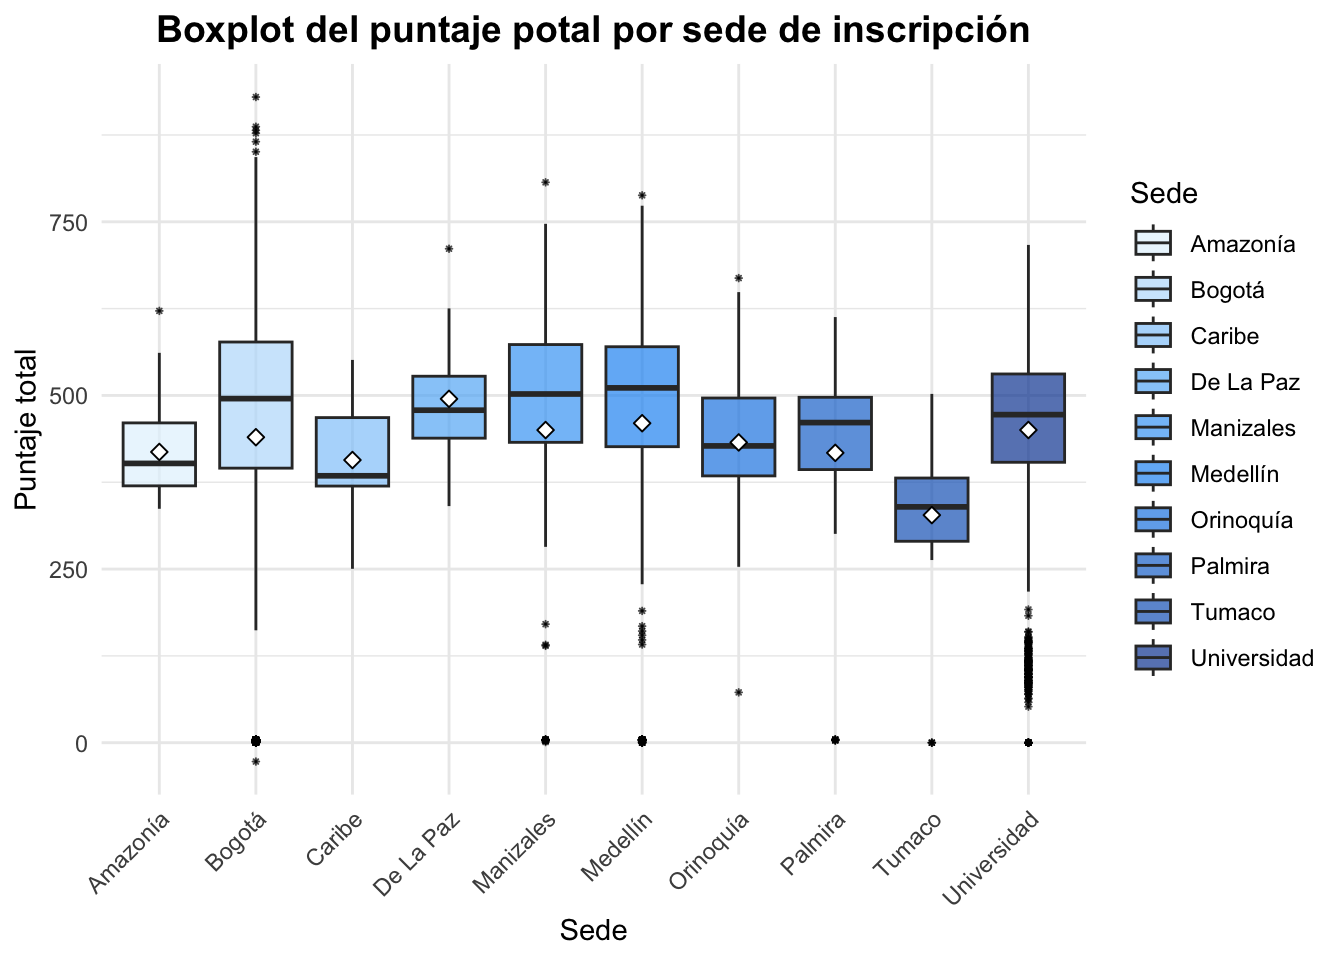 Boxplot del puntaje potal por sede de inscripción
Puntaje total
750
500
250
0
Amazonía
Bogotá
Caribe
De La Paz
Manizales
Medellín
Orinoquía
Palmira
Tumaco
Universidad
Sede
Sede
Amazonía
Bogotá
Caribe
De La Paz
Manizales
Medellín
Orinoquía
Palmira
Tumaco
Universidad